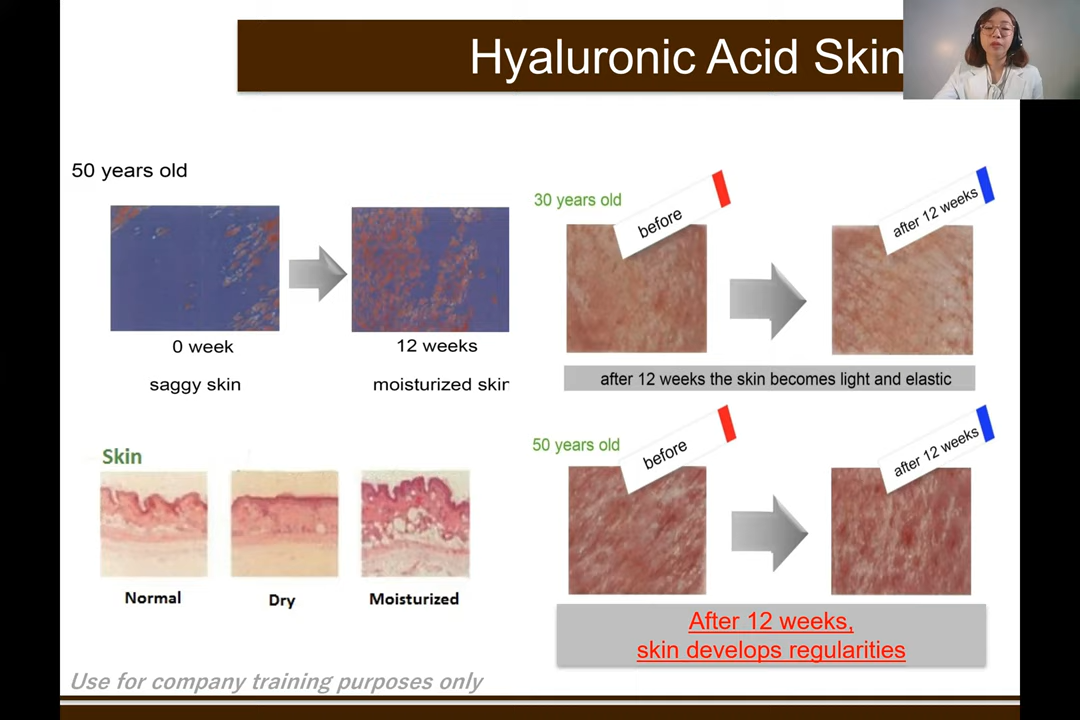 Hyaluronic Acid Skin
50 years old
0 week
12 weeks
saggy skin
moisturized skin
30 years old
before
after 12 weeks
after 12 weeks the skin becomes light and elastic
Skin
Normal
Dry
Moisturized
50 years old
before
after 12 weeks
After 12 weeks,
skin develops regularities
Use for company training purposes only